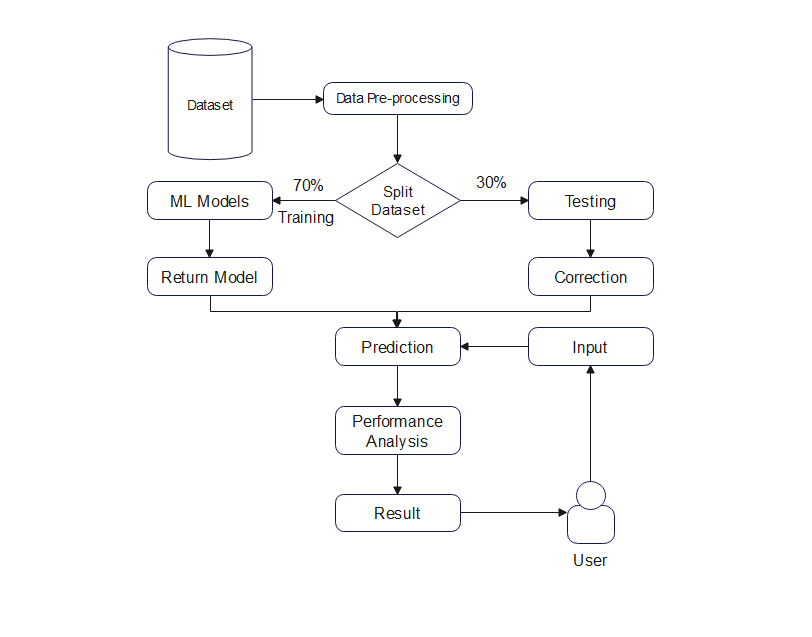 Dataset
Data Pre-processing
70%
Training
Split
Dataset
30%
ML Models
Testing
Return Model
Correction
Prediction
Input
Performance
Analysis
Result
User